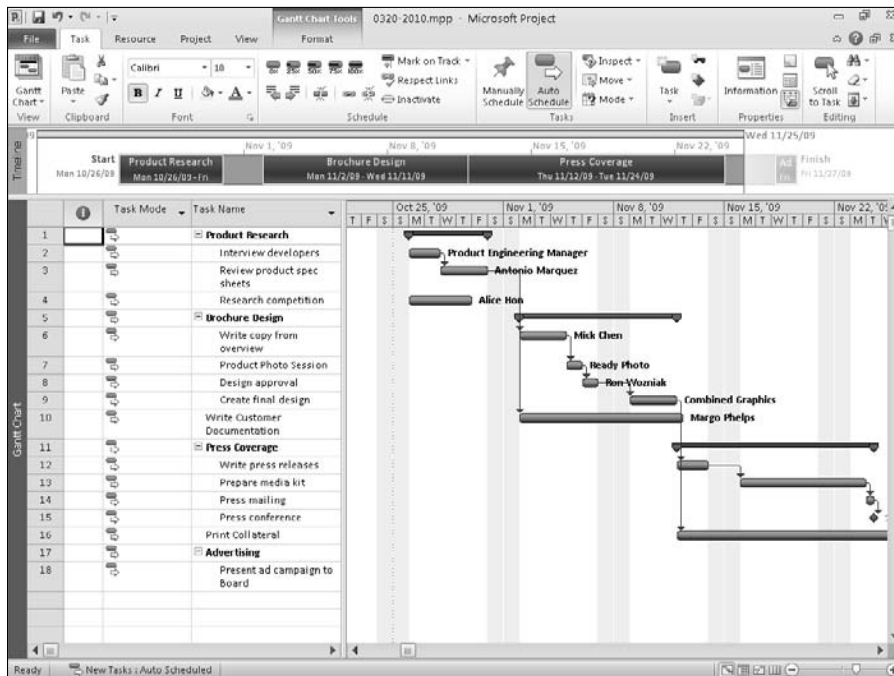 Gantt Chart Tools 0320-2010.mpp - Microsoft Project
File Task Resource Project View Format
Gantt Chart
View
Paste
Clipboard
Calibri 10
B I U A
Font
0% 25% 50% 75% 100%
Mark on Track
Respect Links
Inactivate
Schedule
Manually Schedule
Auto Schedule
Inspect
Move
Mode
Tasks
Task
Insert
Information
Properties
Scroll to Task
Editing
Timeline
Nov 1, '09 Nov 8, '09 Nov 15, '09 Nov 22, '09 Wed 11/25/09
Start
Mon 10/26/09
Product Research
Mon 10/26/09-Fri
Brochure Design
Mon 11/2/09 - Wed 11/11/09
Press Coverage
Thu 11/12/09 - Tue 11/24/09
Ad
Fri
Finish
Fri 11/27/09
Gantt Chart
Task Mode Task Name
Oct 25, '09 Nov 1, '09 Nov 8, '09 Nov 15, '09 Nov 22, '09
T F S S M T W T F S S M T W T F S S M T W T F S S M T W T F S S M T W
1 Product Research
2 Interview developers Product Engineering Manager
3 Review product spec sheets Antonio Marquez
4 Research competition Alice Hon
5 Brochure Design
6 Write copy from overview Mick Chen
7 Product Photo Session Ready Photo
8 Design approval Ron Wozniak
9 Create final design Combined Graphics
10 Write Customer Documentation Margo Phelps
11 Press Coverage
12 Write press releases
13 Prepare media kit
14 Press mailing
15 Press conference
16 Print Collateral
17 Advertising
18 Present ad campaign to Board
Ready New Tasks : Auto Scheduled